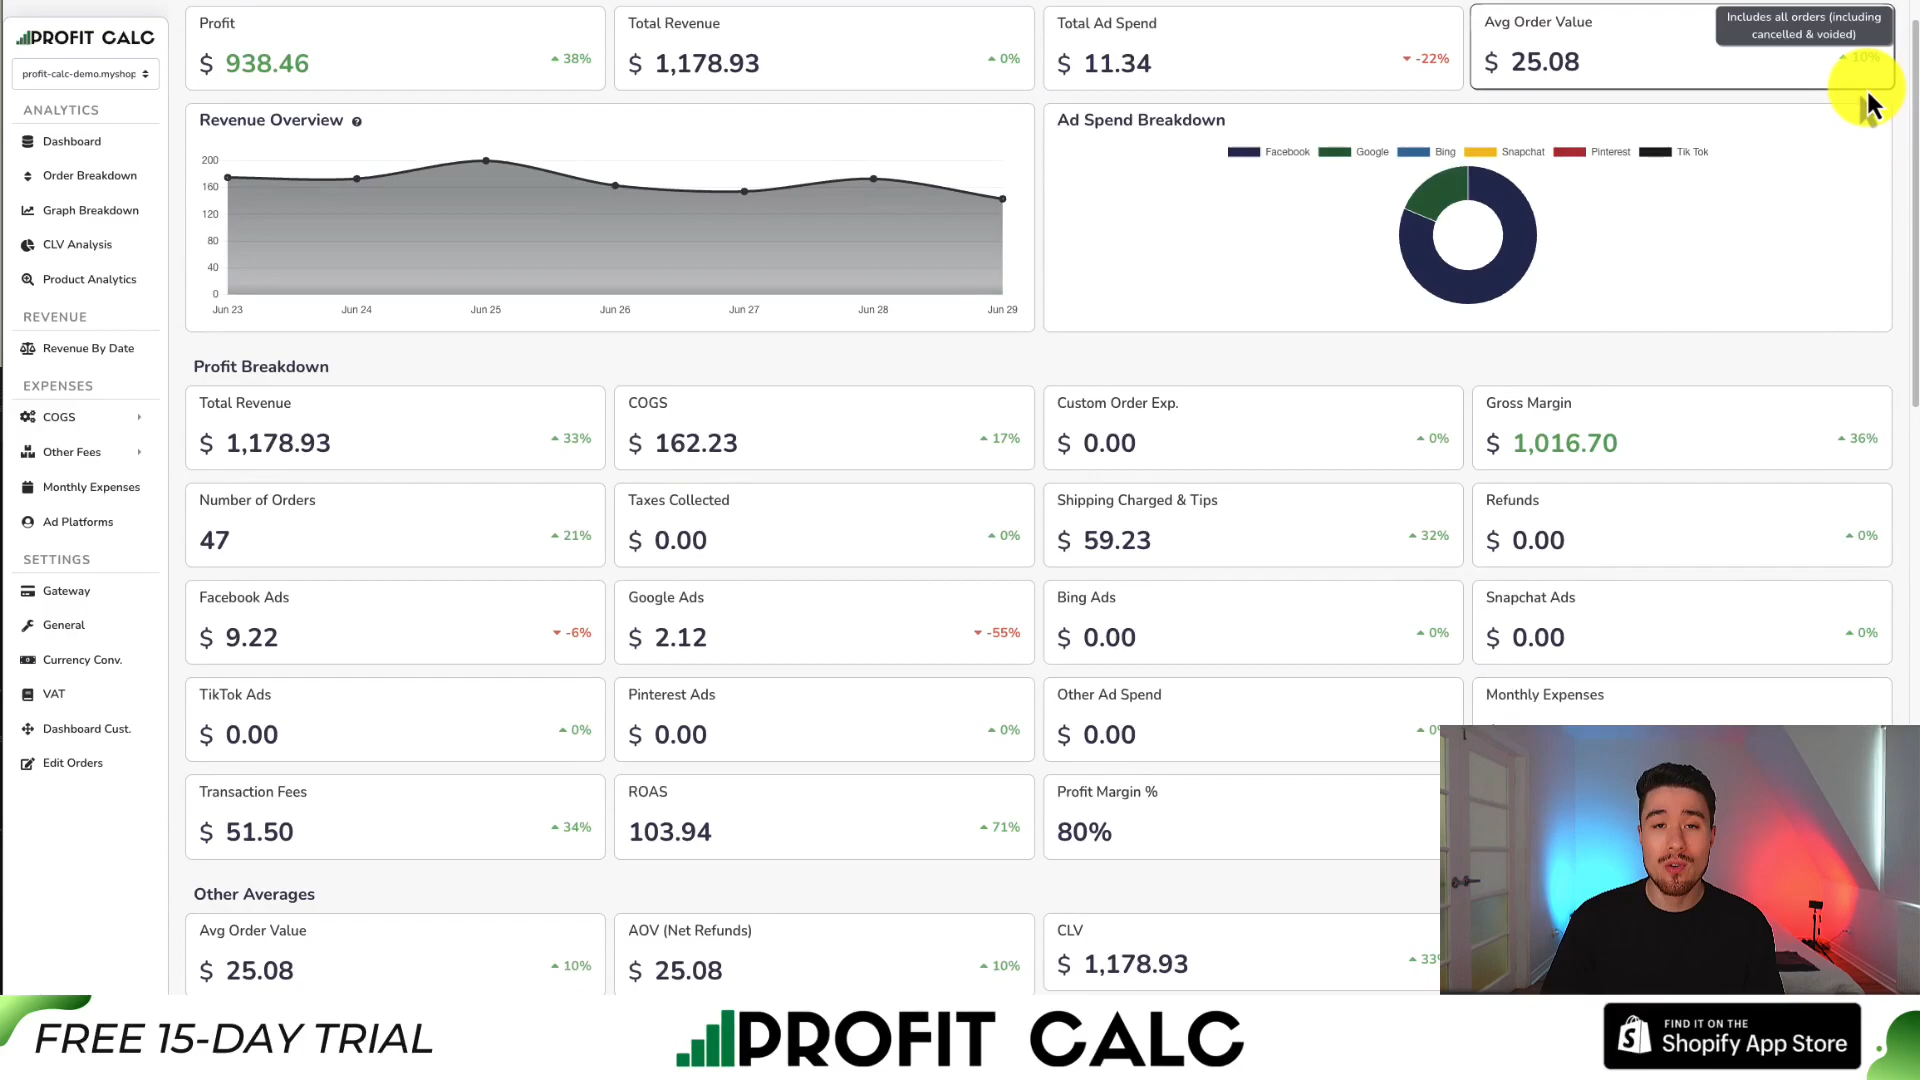 PROFIT CALC
profit-calc-demo.myshop
ANALYTICS
Dashboard
Order Breakdown
Graph Breakdown
CLV Analysis
Product Analytics
REVENUE
Revenue By Date
EXPENSES
COGS
Other Fees
Monthly Expenses
Ad Platforms
SETTINGS
Gateway
General
Currency Conv.
VAT
Dashboard Cust.
Edit Orders
Profit
$ 938.46
38%
Total Revenue
$ 1,178.93
0%
Total Ad Spend
$ 11.34
-22%
Avg Order Value
$ 25.08
10%
Includes all orders (including
cancelled & voided)
Revenue Overview
200
160
120
80
40
0
Jun 23 Jun 24 Jun 25 Jun 26 Jun 27 Jun 28 Jun 29
Ad Spend Breakdown
Facebook Google Bing Snapchat Pinterest Tik Tok
Profit Breakdown
Total Revenue
$ 1,178.93
33%
COGS
$ 162.23
17%
Custom Order Exp.
$ 0.00
0%
Gross Margin
$ 1,016.70
36%
Number of Orders
47
21%
Taxes Collected
$ 0.00
0%
Shipping Charged & Tips
$ 59.23
32%
Refunds
$ 0.00
0%
Facebook Ads
$ 9.22
-6%
Google Ads
$ 2.12
-55%
Bing Ads
$ 0.00
0%
Snapchat Ads
$ 0.00
0%
TikTok Ads
$ 0.00
0%
Pinterest Ads
$ 0.00
0%
Other Ad Spend
$ 0.00
Monthly Expenses
Transaction Fees
$ 51.50
34%
ROAS
103.94
71%
Profit Margin %
80%
Other Averages
Avg Order Value
$ 25.08
10%
AOV (Net Refunds)
$ 25.08
10%
CLV
$ 1,178.93
FREE 15-DAY TRIAL
PROFIT CALC
FIND IT ON THE
Shopify App Store